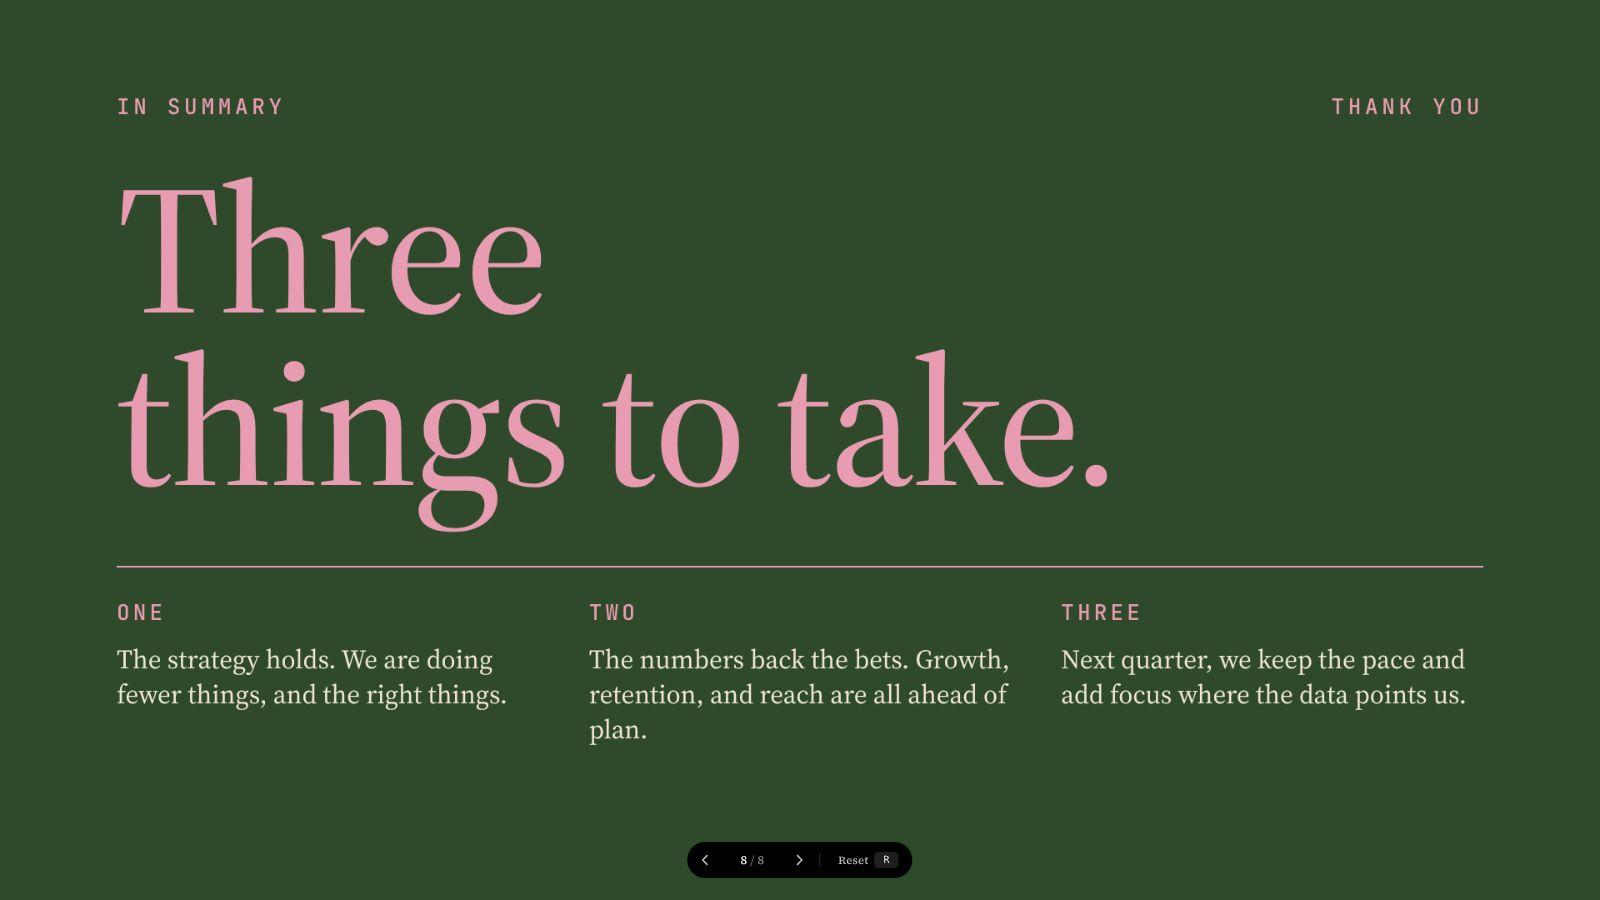 IN SUMMARY
THANK YOU
Three
things to take.
ONE
The strategy holds. We are doing
fewer things, and the right things.
TWO
The numbers back the bets. Growth,
retention, and reach are all ahead of
plan.
THREE
Next quarter, we keep the pace and
add focus where the data points us.
8 / 8
Reset R